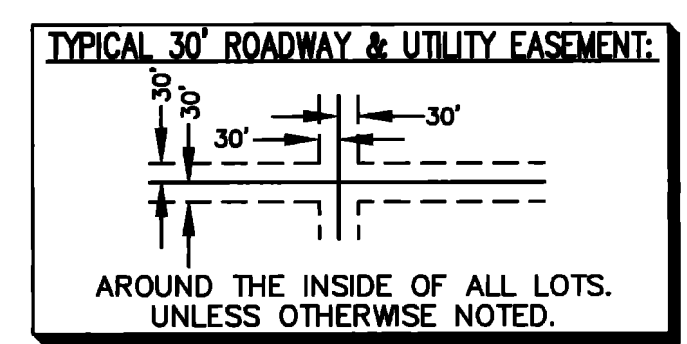 TYPICAL 30' ROADWAY & UTILITY EASEMENT:
30'
30'
30'
30'
AROUND THE INSIDE OF ALL LOTS.
UNLESS OTHERWISE NOTED.